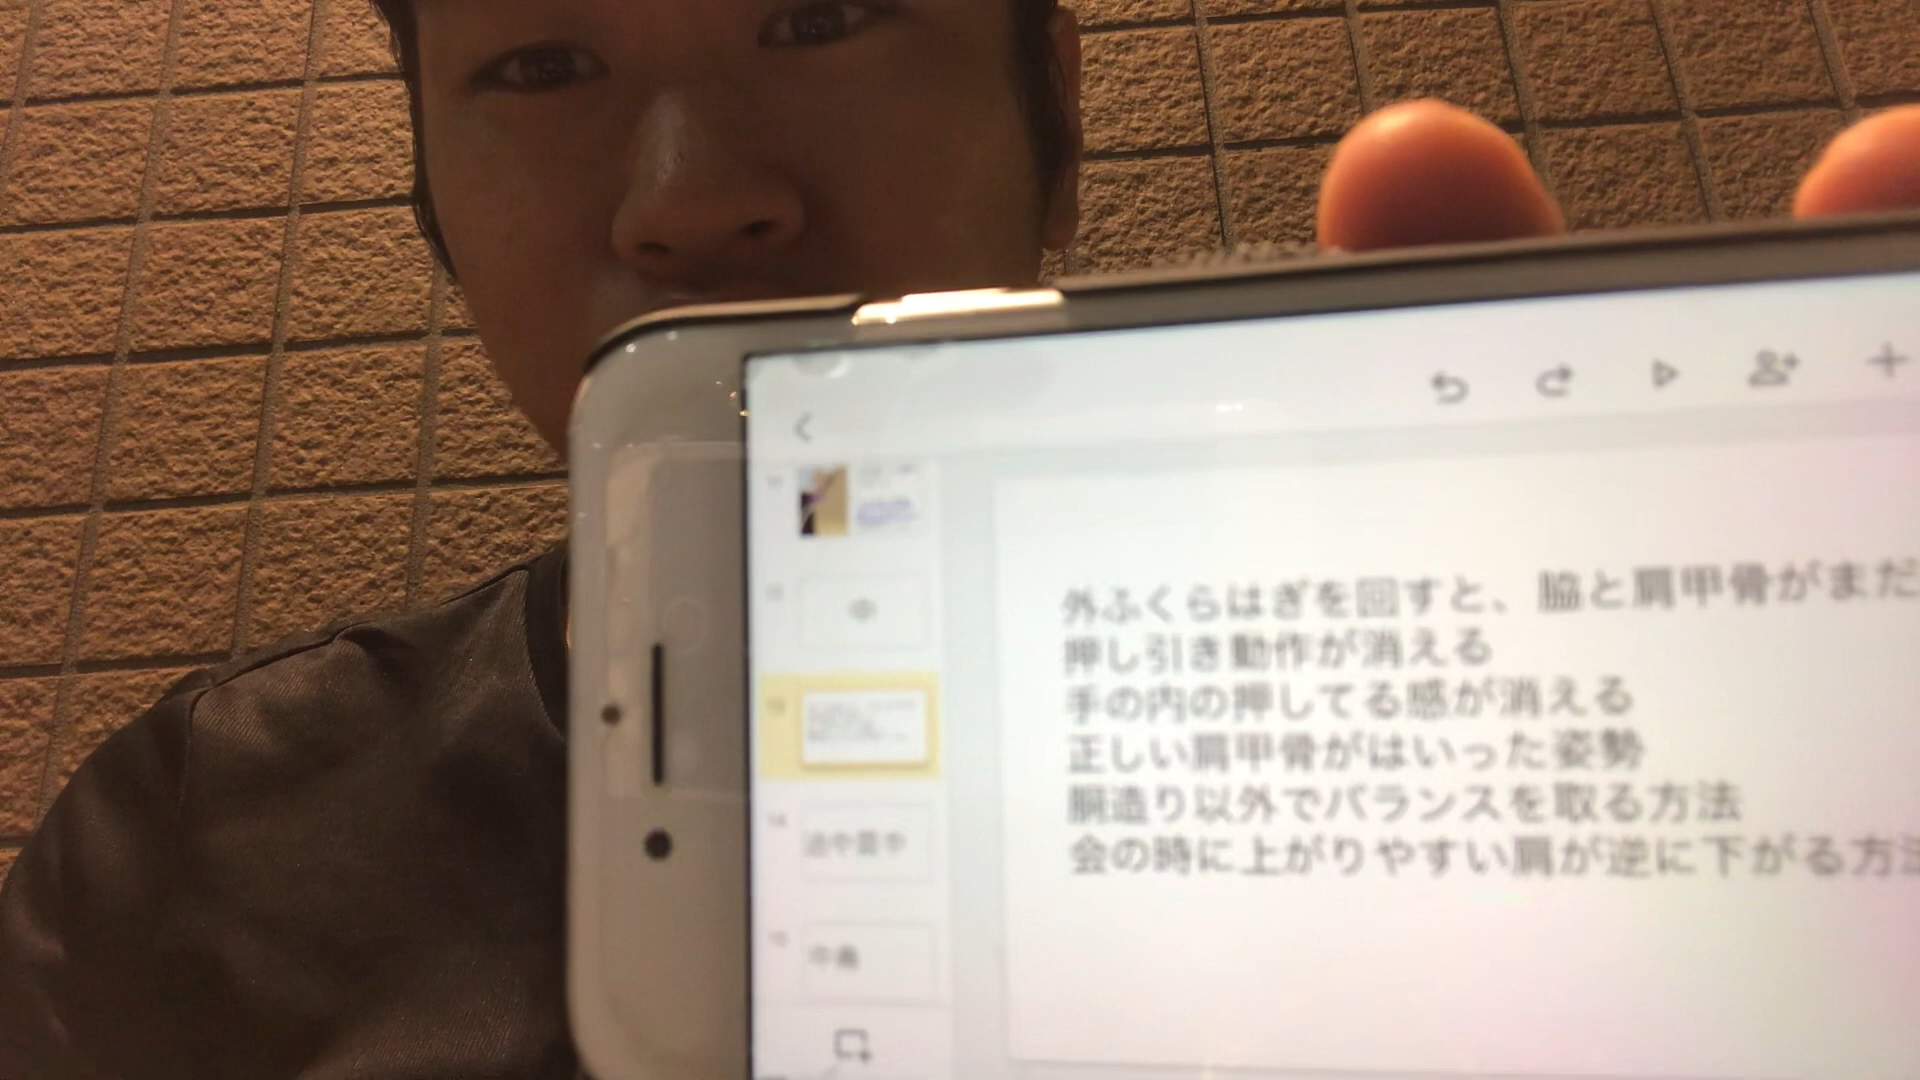 外ふくらはぎを回すと、脇と肩甲骨がまだ
押し引き動作が消える
手の内の押してる感が消える
正しい肩甲骨がはいった姿勢
胴造り以外でバランスを取る方法
会の時に上がりやすい肩が逆に下がる方法
13
14
15